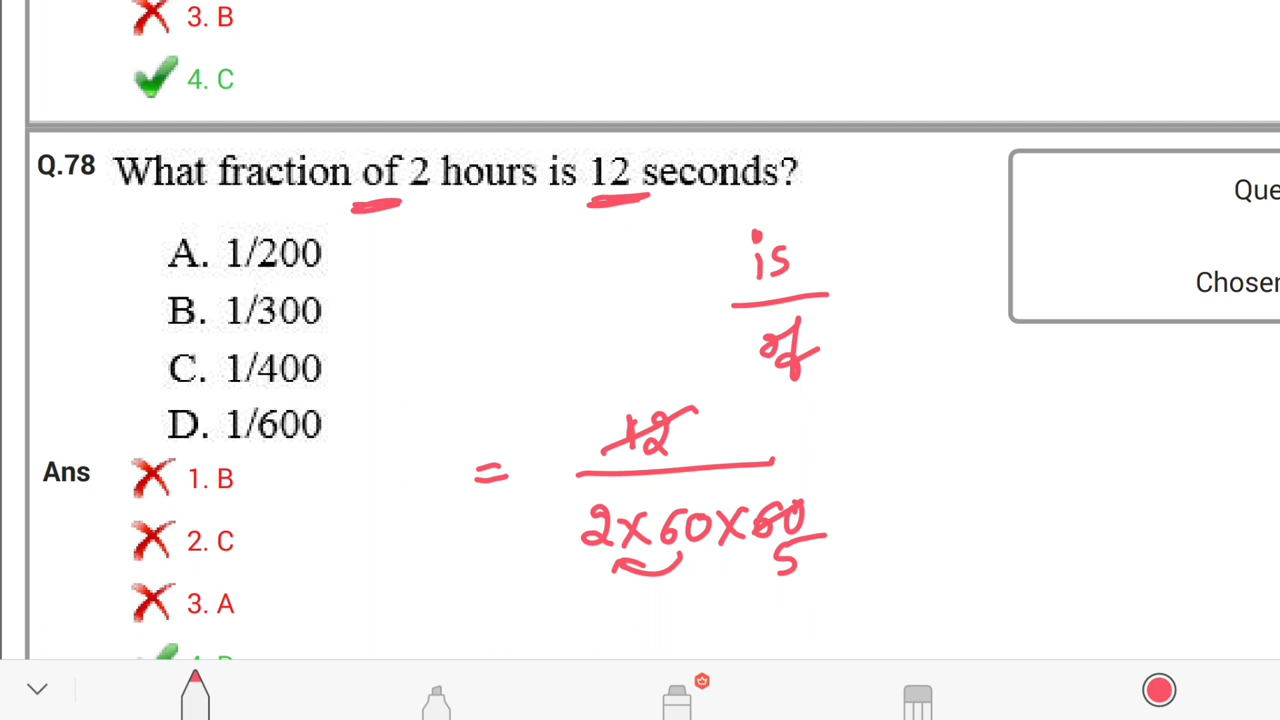 3. B
4. C
Q.78 What fraction of 2 hours is 12 seconds?
Que
A. 1/200
is
Chosen
B. 1/300
of
C. 1/400
D. 1/600
12
Ans
1. B
=
2 × 60 × 60
2. C
5
3. A